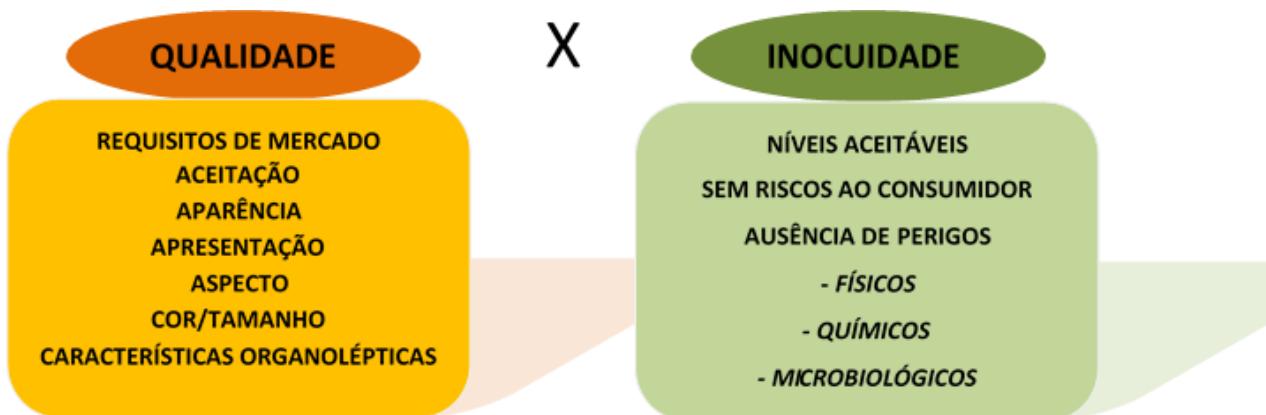 QUALIDADE
X
INOCUIDADE
REQUISITOS DE MERCADO
ACEITAÇÃO
APARÊNCIA
APRESENTAÇÃO
ASPECTO
COR/TAMANHO
CARACTERÍSTICAS ORGANOLÉPTICAS
NÍVEIS ACEITÁVEIS
SEM RISCOS AO CONSUMIDOR
AUSÊNCIA DE PERIGOS
- FÍSICOS
- QUÍMICOS
- MICROBIOLÓGICOS